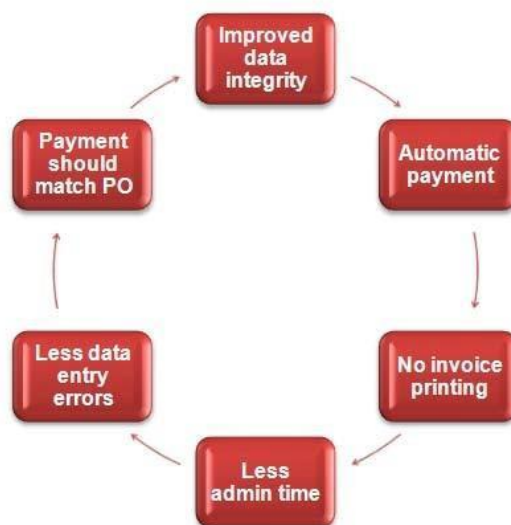 Improved
data
integrity
Automatic
payment
No invoice
printing
Less
admin time
Less data
entry
errors
Payment
should
match PO